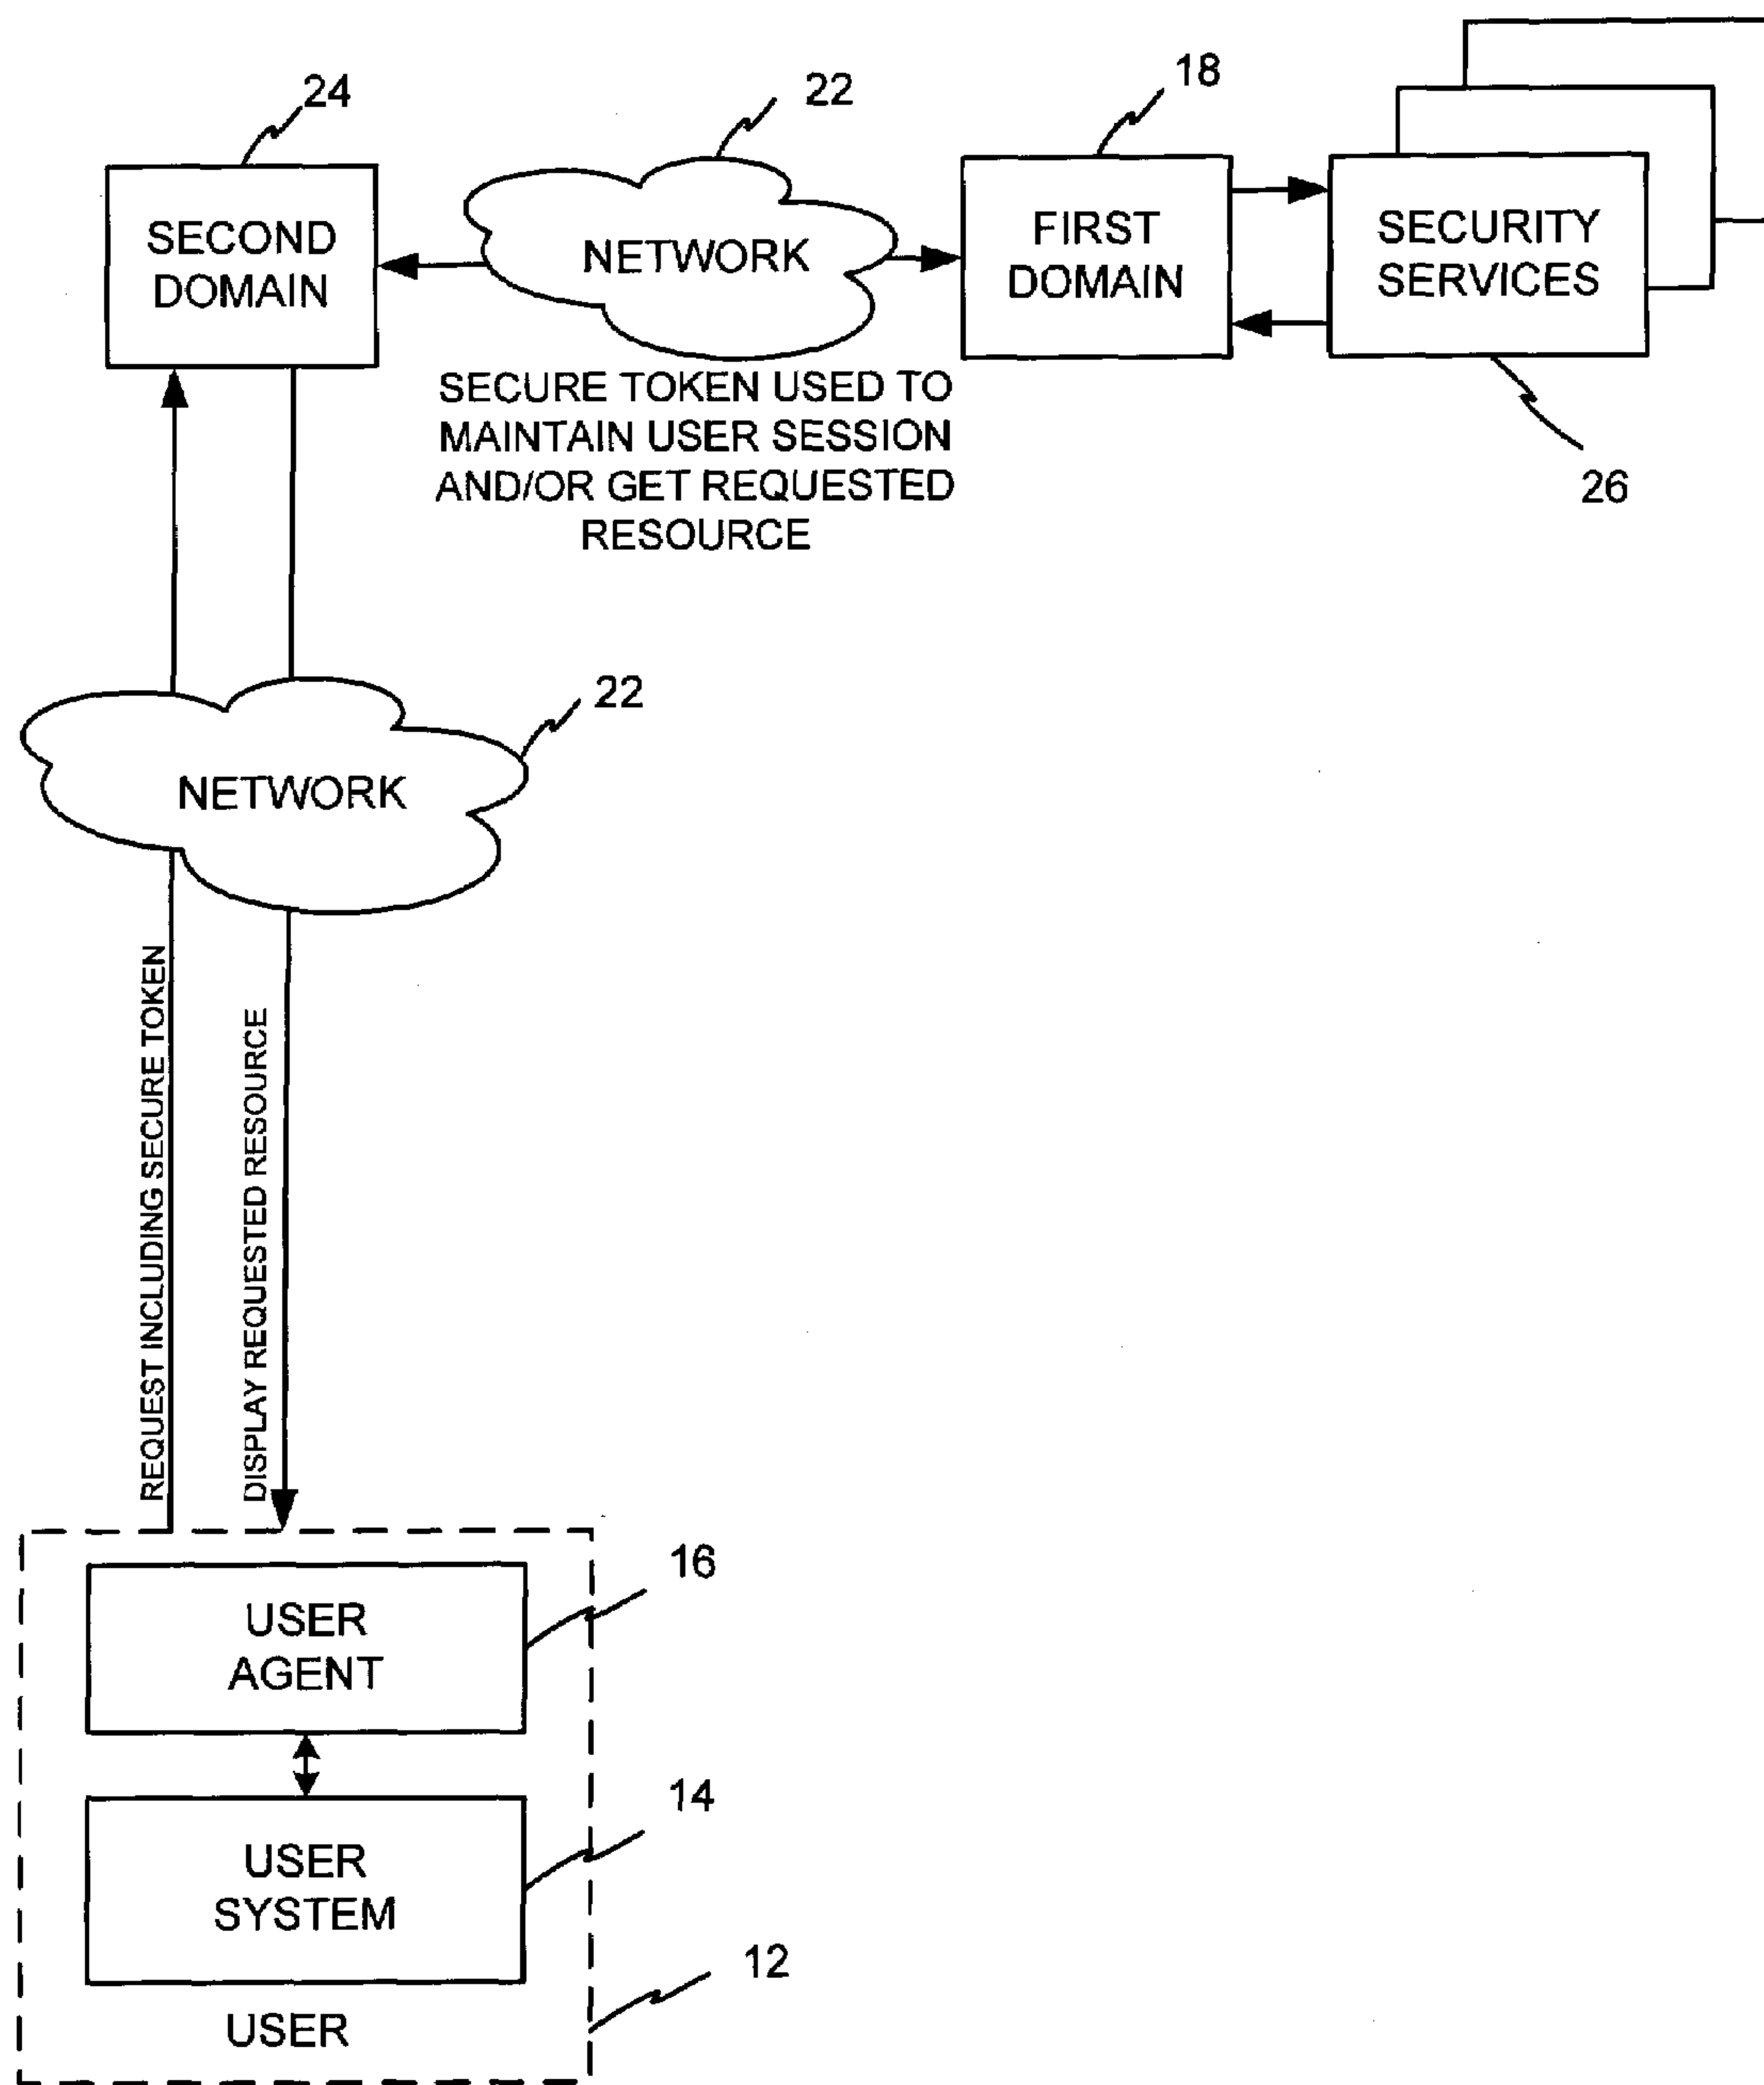 24
22
18
SECOND
DOMAIN
NETWORK
FIRST
DOMAIN
SECURITY
SERVICES
SECURE TOKEN USED TO
MAINTAIN USER SESSION
AND/OR GET REQUESTED
RESOURCE
26
22
NETWORK
REQUEST INCLUDING SECURE TOKEN
DISPLAY REQUESTED RESOURCE
16
USER
AGENT
14
USER
SYSTEM
12
USER